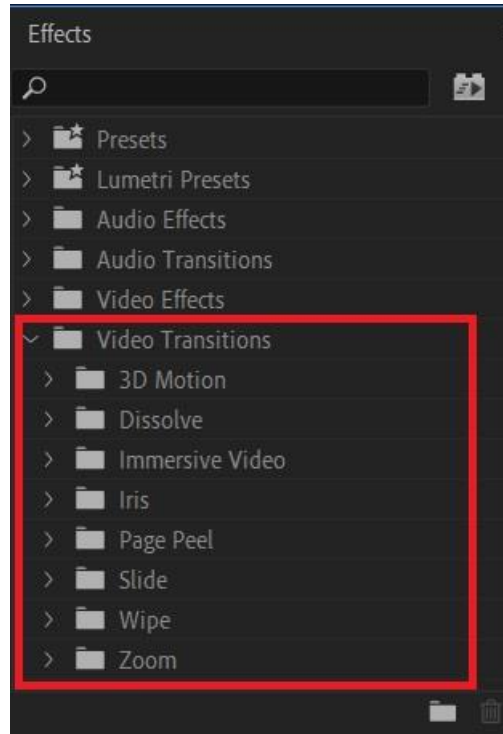 Effects
Presets
Lumetri Presets
Audio Effects
Audio Transitions
Video Effects
Video Transitions
3D Motion
Dissolve
Immersive Video
Iris
Page Peel
Slide
Wipe
Zoom